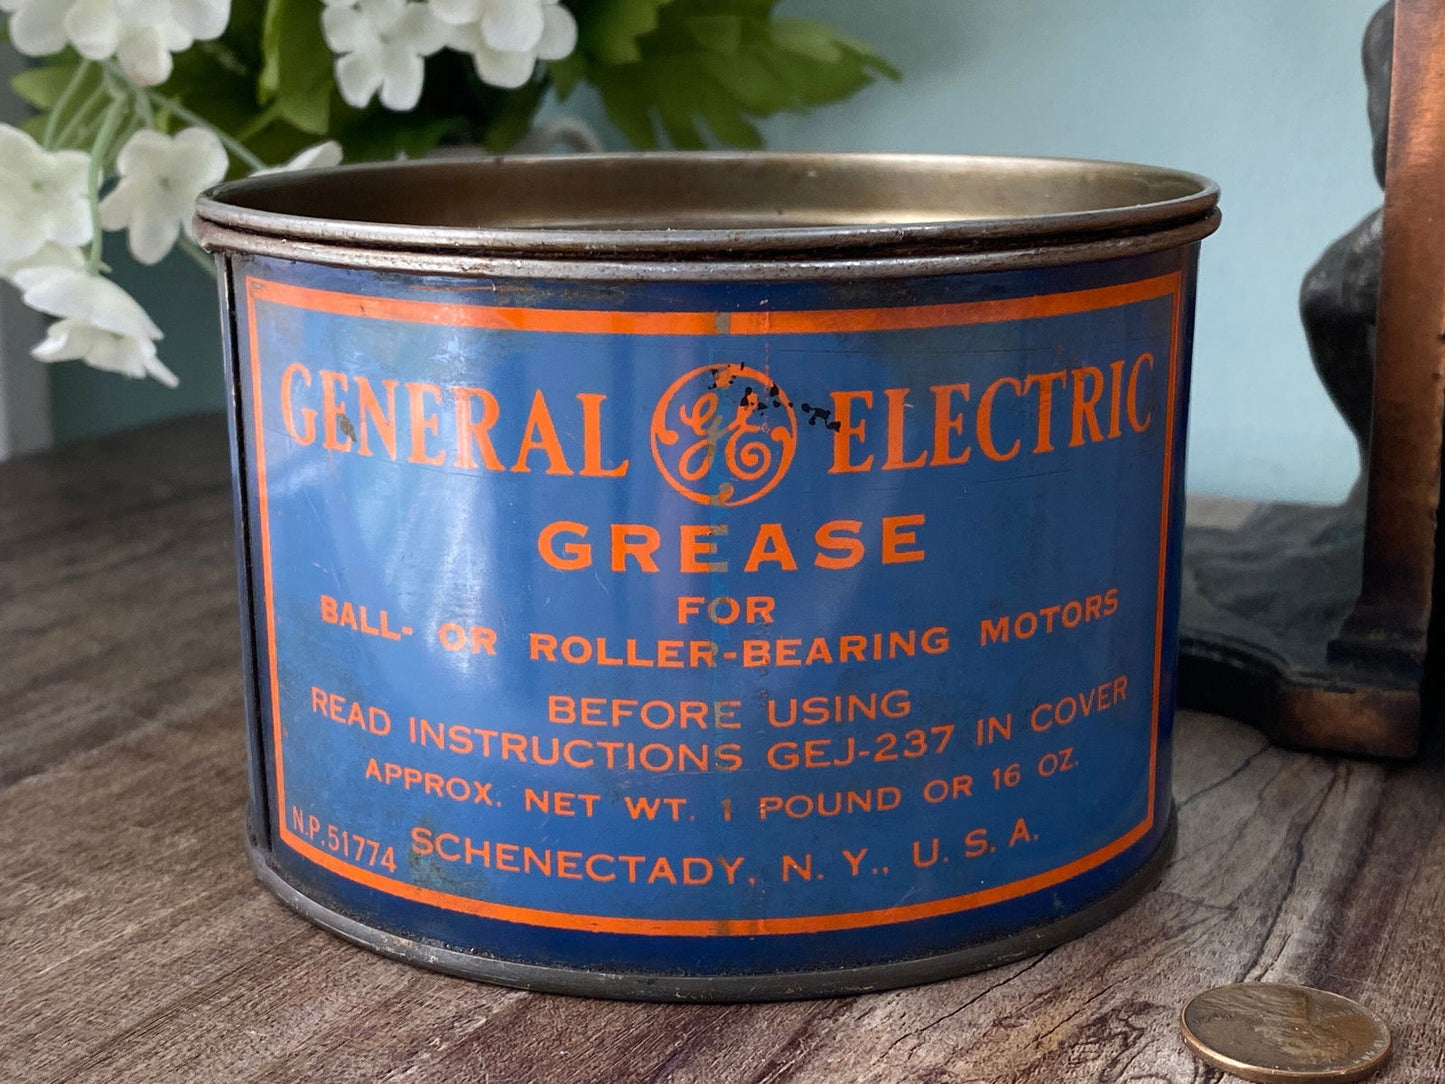 GENERAL GE ELECTRIC
GREASE
FOR
BALL- OR ROLLER-BEARING MOTORS
BEFORE USING
READ INSTRUCTIONS GEJ-237 IN COVER
APPROX. NET WT. 1 POUND OR 16 OZ.
N.P.51774
SCHENECTADY, N. Y., U. S. A.